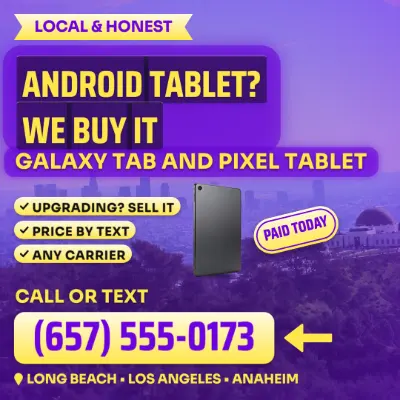 LOCAL & HONEST
ANDROID TABLET?
WE BUY IT
GALAXY TAB AND PIXEL TABLET
UPGRADING? SELL IT
PRICE BY TEXT
ANY CARRIER
PAID TODAY
CALL OR TEXT
(657) 555-0173
LONG BEACH • LOS ANGELES • ANAHEIM